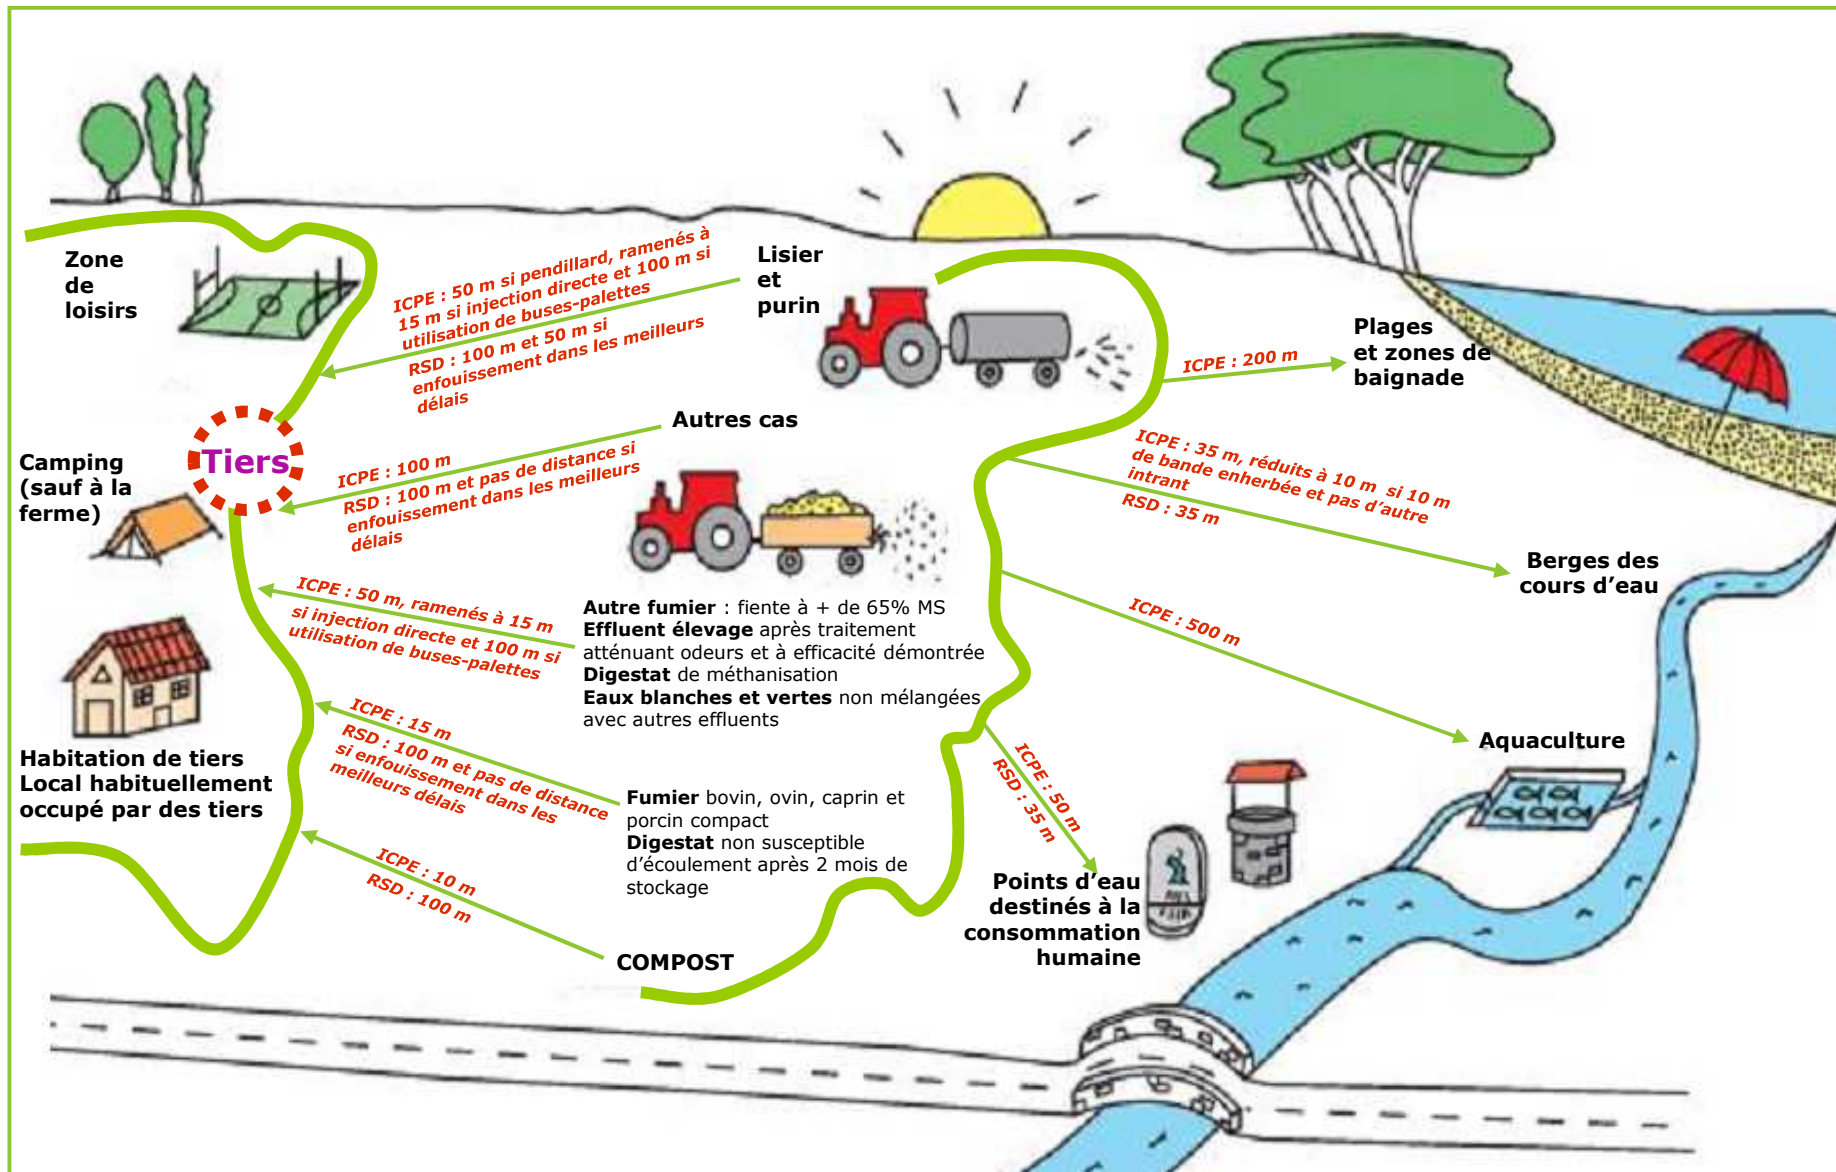 Zone
de
loisirs
ICPE : 50 m si pendillard, ramenés à
15 m si injection directe et 100 m si
utilisation de buses-palettes
RSD : 100 m et 50 m si
enfouissement dans les meilleurs
délais
Lisier
et
purin
ICPE : 200 m
Plages
et zones de
baignade
Tiers
Camping
(sauf à la
ferme)
ICPE : 100 m
RSD : 100 m et pas de distance si
enfouissement dans les meilleurs
délais
Autres cas
ICPE : 35 m, réduits à 10 m si 10 m
de bande enherbée et pas d’autre
intrant
RSD : 35 m
Berges des
cours d’eau
ICPE : 50 m, ramenés à 15 m
si injection directe et 100 m si
utilisation de buses-palettes
Autre fumier : fiente à + de 65% MS
Effluent élevage après traitement
atténuant odeurs et à efficacité démontrée
Digestat de méthanisation
Eaux blanches et vertes non mélangées
avec autres effluents
ICPE : 500 m
Aquaculture
Habitation de tiers
Local habituellement
occupé par des tiers
ICPE : 15 m
RSD : 100 m et pas de distance
si enfouissement dans les
meilleurs délais
Fumier bovin, ovin, caprin et
porcin compact
Digestat non susceptible
d’écoulement après 2 mois de
stockage
ICPE : 50 m
RSD : 35 m
Points d’eau
destinés à la
consommation
humaine
ICPE : 10 m
RSD : 100 m
COMPOST